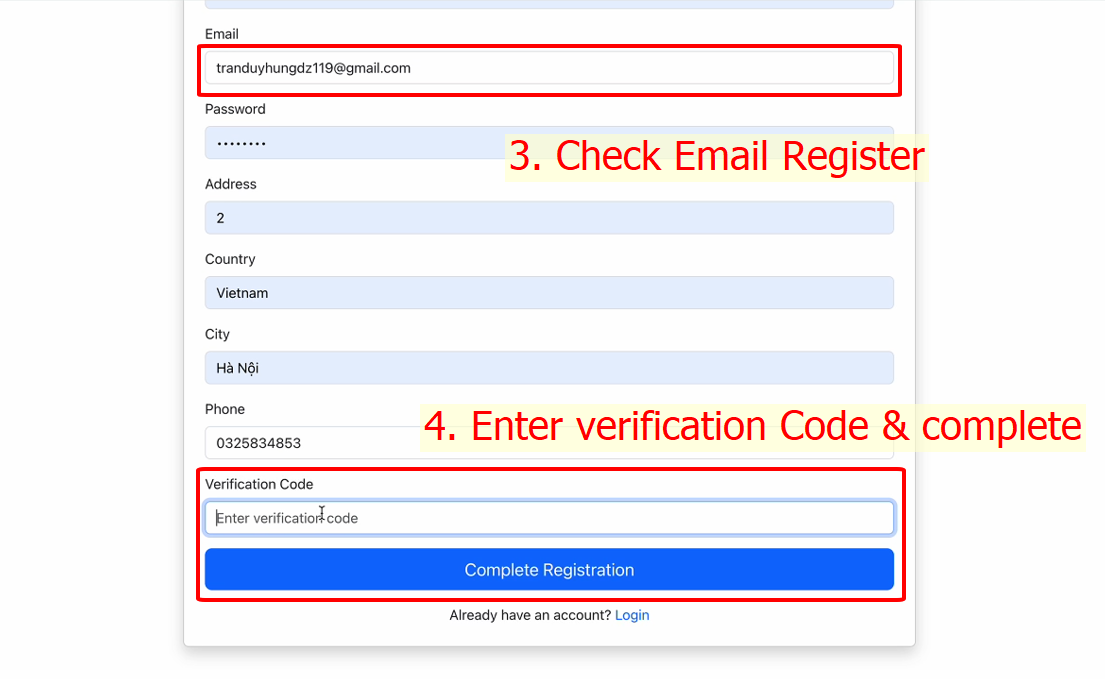 Email
tranduyhungdz119@gmail.com
Password
••••••••
3. Check Email Register
Address
2
Country
Vietnam
City
Hà Nội
Phone
4. Enter verification Code & complete
0325834853
Verification Code
Enter verification code
Complete Registration
Already have an account? Login